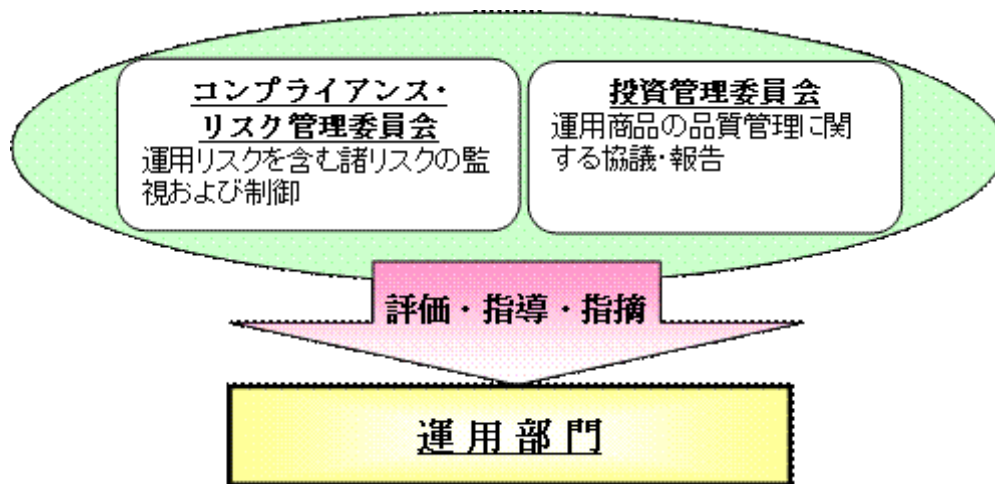 コンプライアンス・
リスク管理委員会
運用リスクを含む諸リスクの監
視および制御
投資管理委員会
運用商品の品質管理に関
する協議・報告
評価・指導・指摘
運用部門